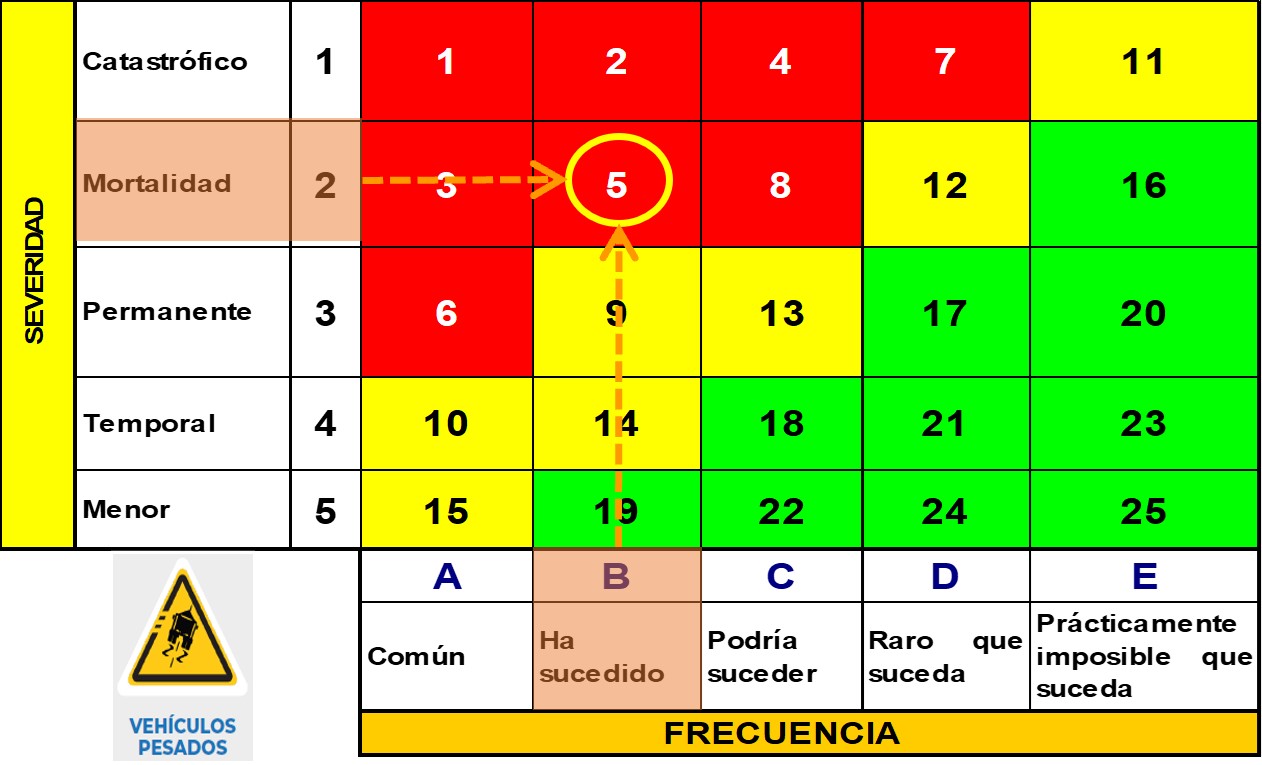 SEVERIDAD
Catastrófico 1 1 2 4 7 11
Mortalidad 2 3 5 8 12 16
Permanente 3 6 9 13 17 20
Temporal 4 10 14 18 21 23
Menor 5 15 19 22 24 25
A B C D E
Común
Ha
sucedido
Podría
suceder
Raro que
suceda
Prácticamente
imposible que
suceda
FRECUENCIA
VEHÍCULOS
PESADOS